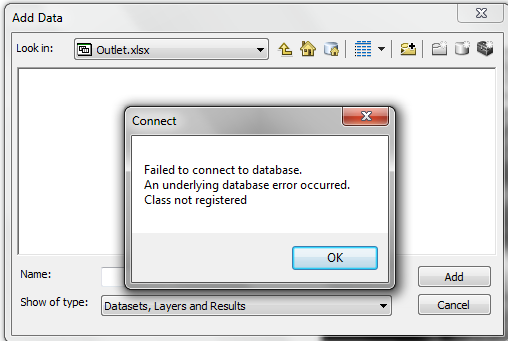 Add Data
Look in:
Outlet.xlsx
Connect
Failed to connect to database.
An underlying database error occurred.
Class not registered
OK
Name:
Add
Show of type:
Datasets, Layers and Results
Cancel